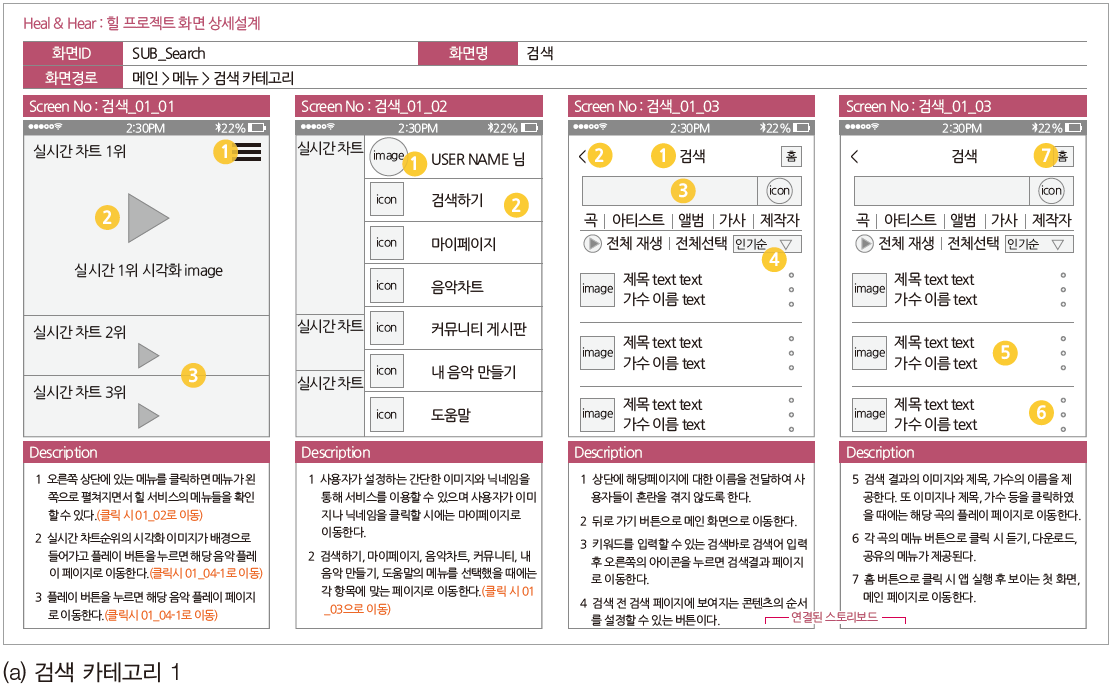 Heal & Hear : 힐 프로젝트 화면 상세설계
화면ID SUB_Search 화면명 검색
화면경로 메인 > 메뉴 > 검색 카테고리
Screen No : 검색_01_01
2:30PM 22%
실시간 차트 1위 1
2
실시간 1위 시각화 image
실시간 차트 2위
3
실시간 차트 3위
Description
1 오른쪽 상단에 있는 메뉴를 클릭하면 메뉴가 왼
쪽으로 펼쳐지면서 힐 서비스의 메뉴들을 확인
할 수 있다.(클릭 시 01_02로 이동)
2 실시간 차트순위의 시각화 이미지가 배경으로
들어가고 플레이 버튼을 누르면 해당 음악 플레
이 페이지로 이동한다.(클릭시 01_04-1로 이동)
3 플레이 버튼을 누르면 해당 음악 플레이 페이지
로 이동한다.(클릭시 01_04-1로 이동)
Screen No : 검색_01_02
2:30PM 22%
실시간 차트 image 1 USER NAME 님
icon 검색하기 2
icon 마이페이지
icon 음악차트
실시간 차트 icon 커뮤니티 게시판
실시간 차트 icon 내 음악 만들기
icon 도움말
Description
1 사용자가 설정하는 간단한 이미지와 닉네임을
통해 서비스를 이용할 수 있으며 사용자가 이미
지나 닉네임을 클릭할 시에는 마이페이지로
이동한다.
2 검색하기, 마이페이지, 음악차트, 커뮤니티, 내
음악 만들기, 도움말의 메뉴를 선택했을 때에는
각 항목에 맞는 페이지로 이동한다.(클릭 시 01
_03으로 이동)
Screen No : 검색_01_03
2:30PM 22%
< 2 1 검색 홈
3 icon
곡 | 아티스트 | 앨범 | 가사 | 제작자
전체 재생 | 전체선택 인기순
4
image 제목 text text
가수 이름 text
image 제목 text text
가수 이름 text
image 제목 text text
가수 이름 text
Description
1 상단에 해당페이지에 대한 이름을 전달하여 사
용자들이 혼란을 겪지 않도록 한다.
2 뒤로 가기 버튼으로 메인 화면으로 이동한다.
3 키워드를 입력할 수 있는 검색바로 검색어 입력
후 오른쪽의 아이콘을 누르면 검색결과 페이지
로 이동한다.
4 검색 전 검색 페이지에 보여지는 콘텐츠의 순서
를 설정할 수 있는 버튼이다.
Screen No : 검색_01_03
2:30PM 22%
< 검색 7 홈
icon
곡 | 아티스트 | 앨범 | 가사 | 제작자
전체 재생 | 전체선택 인기순
image 제목 text text
가수 이름 text
image 제목 text text
가수 이름 text 5
image 제목 text text
가수 이름 text 6
Description
5 검색 결과의 이미지와 제목, 가수의 이름을 제
공한다. 또 이미지나 제목, 가수 등을 클릭하였
을 때에는 해당 곡의 플레이 페이지로 이동한다.
6 각 곡의 메뉴 버튼으로 클릭 시 듣기, 다운로드,
공유의 메뉴가 제공된다.
7 홈 버튼으로 클릭 시 앱 실행 후 보이는 첫 화면,
메인 페이지로 이동한다.
연결된 스토리보드
(a) 검색 카테고리 1